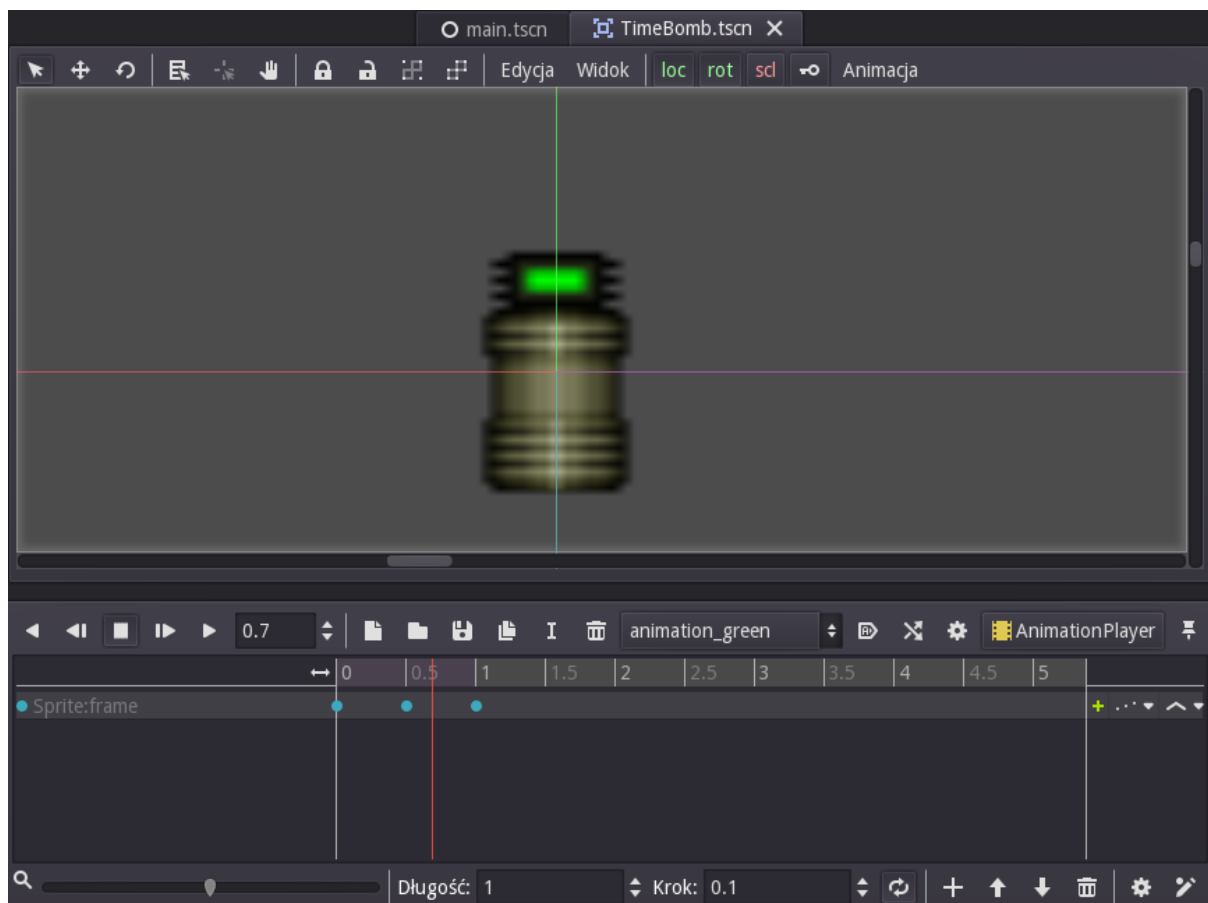 main.tscn TimeBomb.tscn
Edycja Widok loc rot scl Animacja
0.7 animation_green AnimationPlayer
0 0.5 1 1.5 2 2.5 3 3.5 4 4.5 5
Sprite:frame
Długość: 1 Krok: 0.1